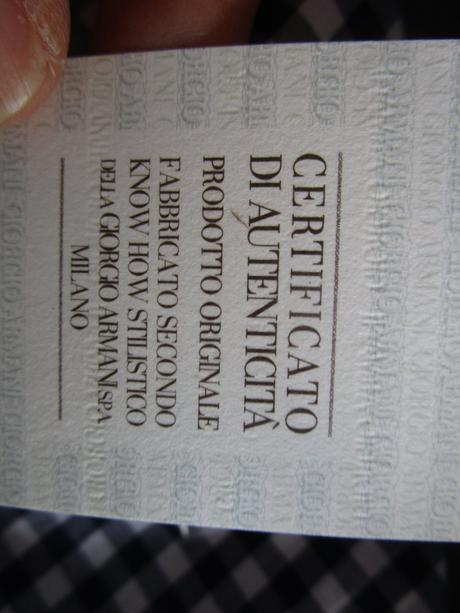 CERTIFICATO
DI AUTENTICITÀ
PRODOTTO ORIGINALE
FABBRICATO SECONDO
KNOW HOW STILISTICO
DELLA GIORGIO ARMANI S.P.A.
MILANO